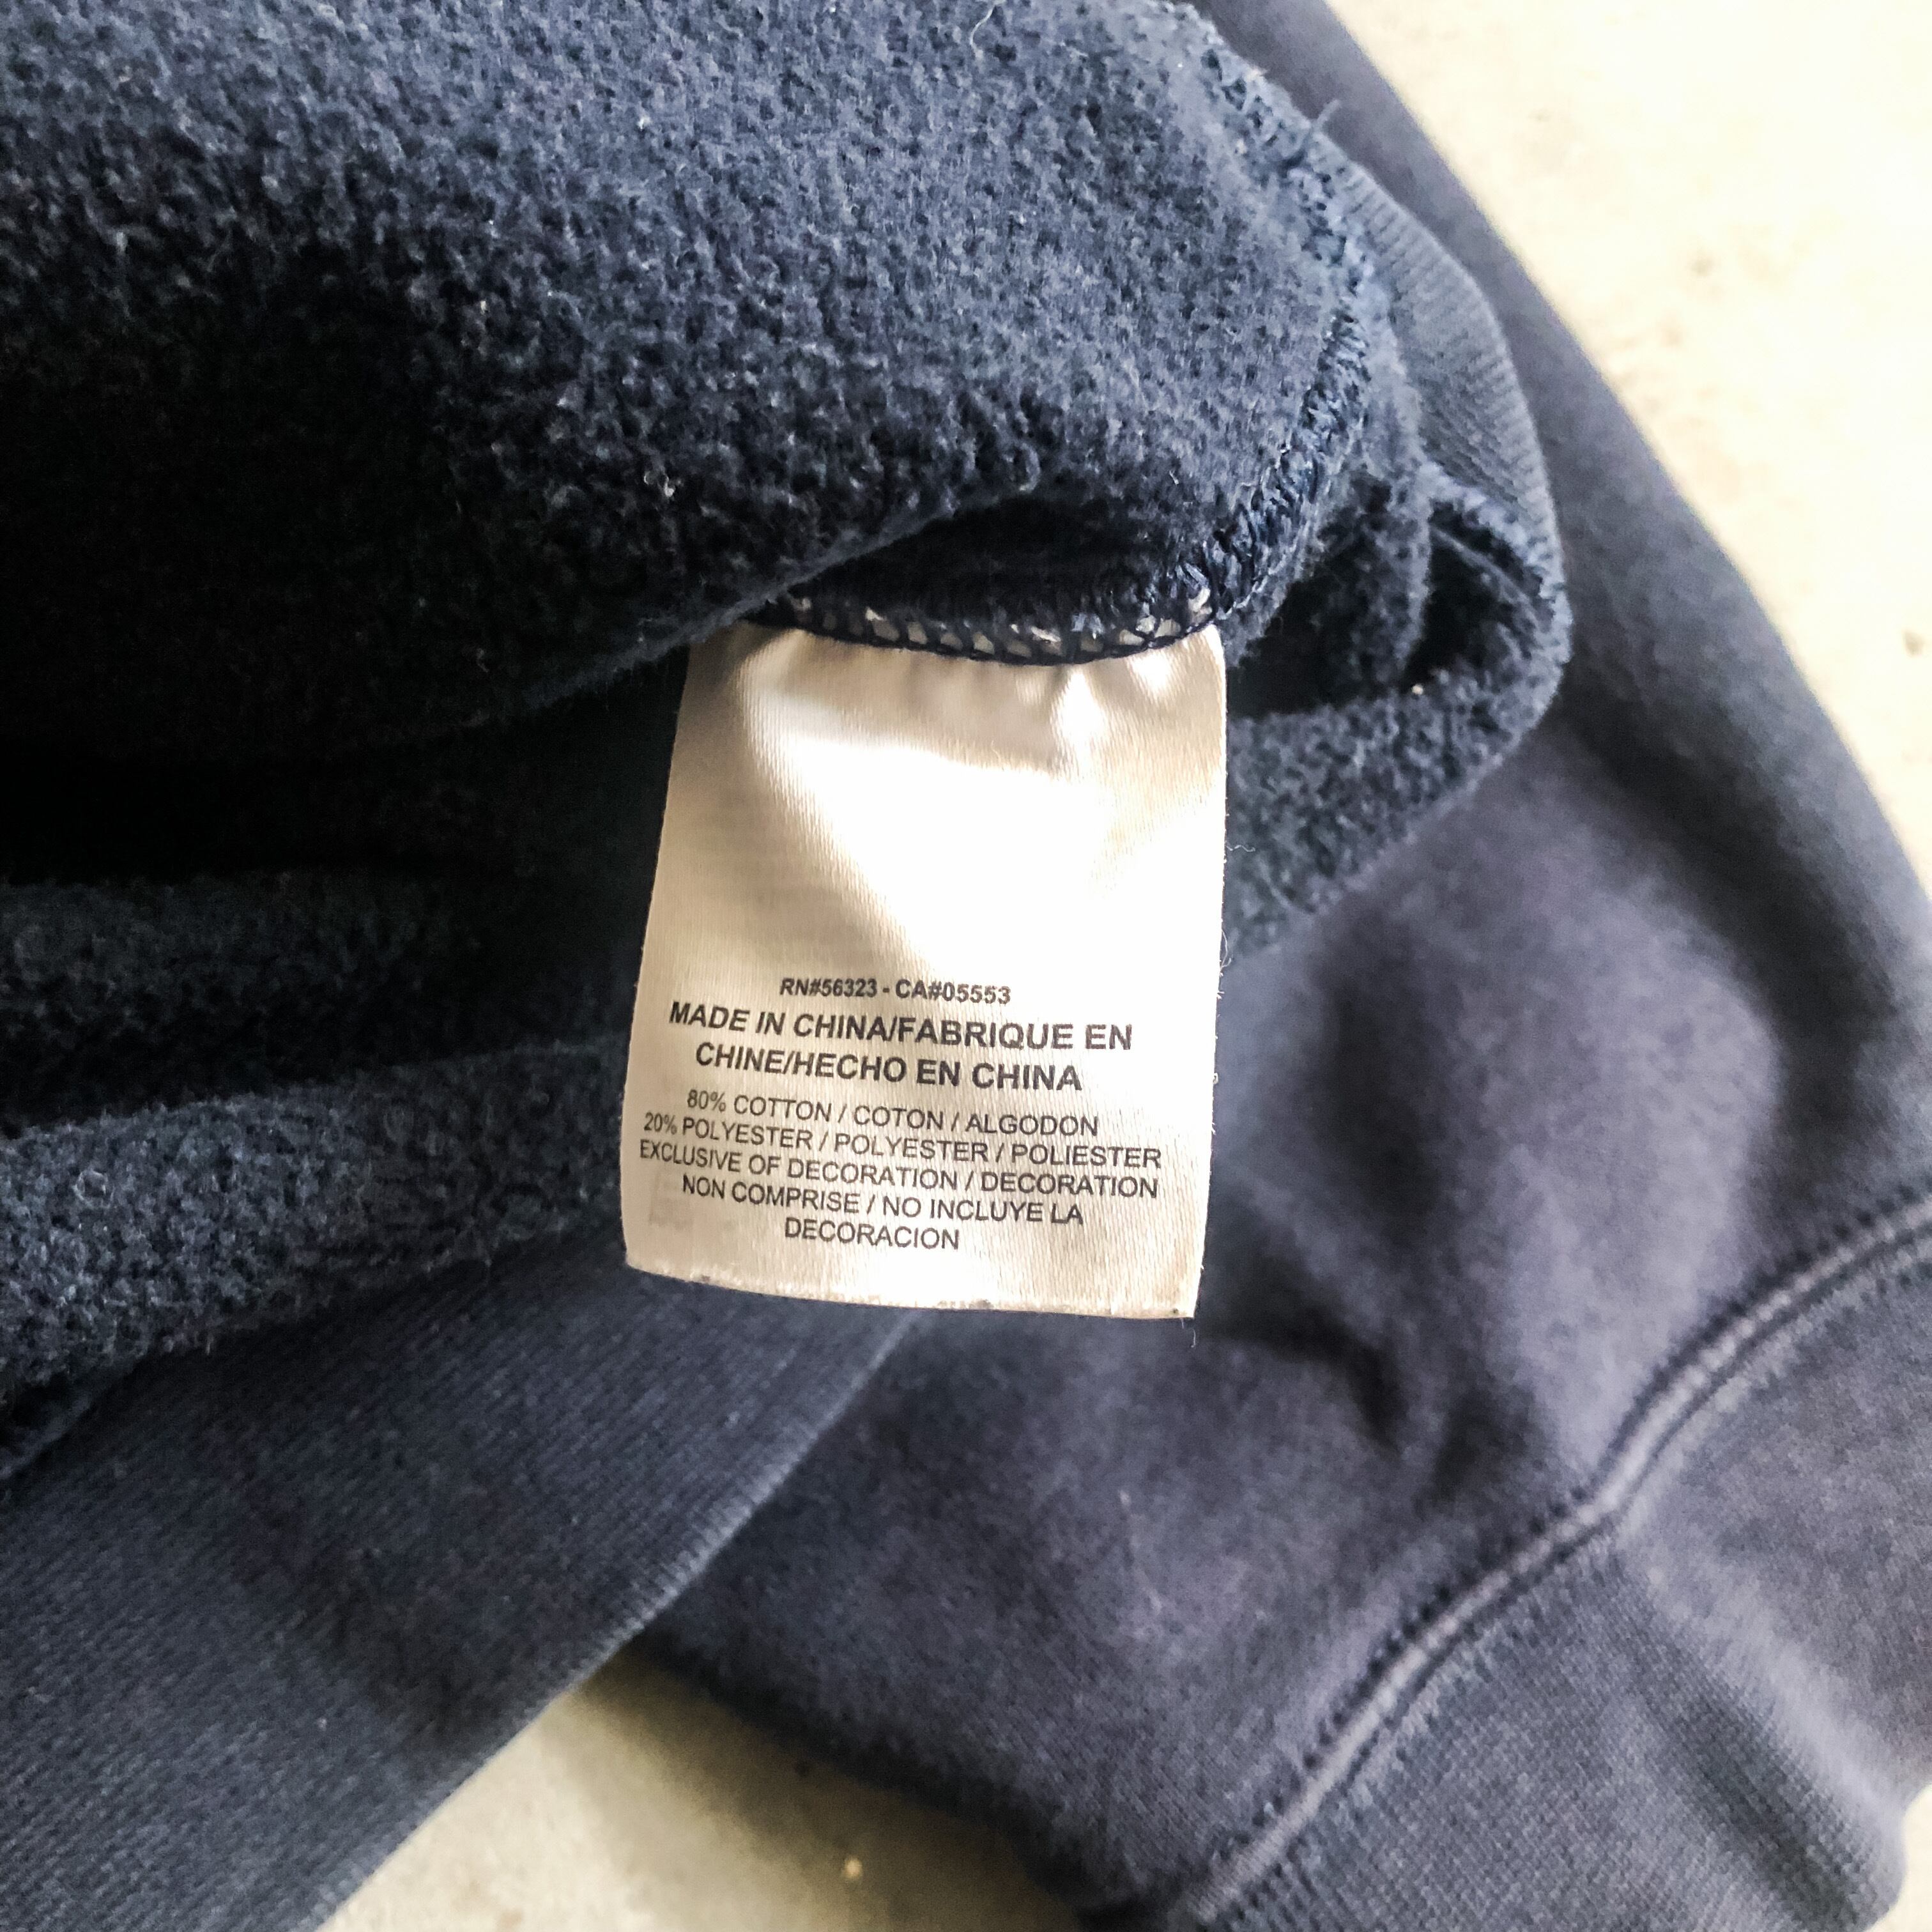 RN#56323 - CA#05553
MADE IN CHINA/FABRIQUE EN
CHINE/HECHO EN CHINA
80% COTTON / COTON / ALGODON
20% POLYESTER / POLYESTER / POLIESTER
EXCLUSIVE OF DECORATION / DECORATION
NON COMPRISE / NO INCLUYE LA
DECORACION